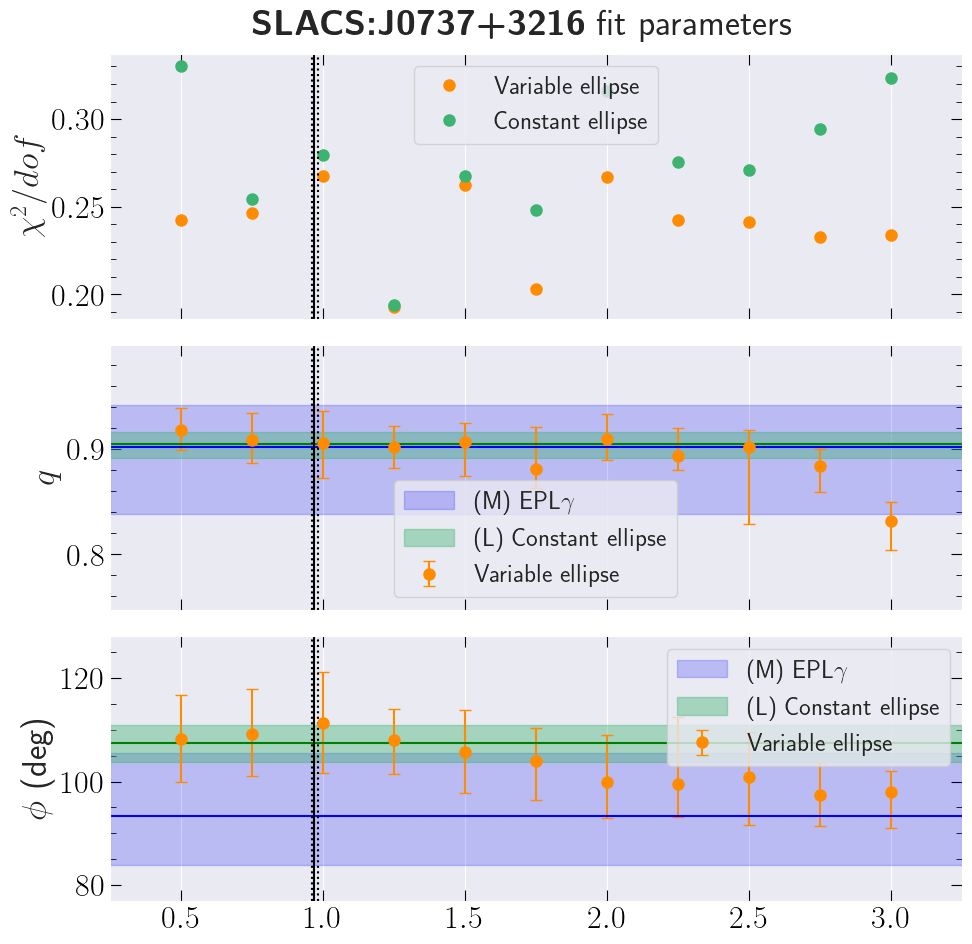 SLACS:J0737+3216 fit parameters
χ²/dof
0.30
0.25
0.20
Variable ellipse
Constant ellipse
q
0.9
0.8
(M) EPLγ
(L) Constant ellipse
Variable ellipse
ϕ (deg)
120
100
80
(M) EPLγ
(L) Constant ellipse
Variable ellipse
0.5 1.0 1.5 2.0 2.5 3.0